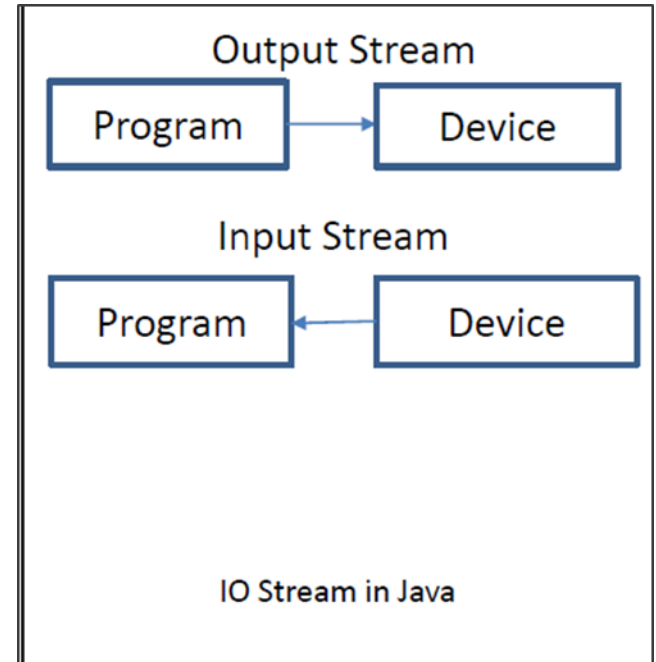 Output Stream
Program Device
Input Stream
Program Device
IO Stream in Java